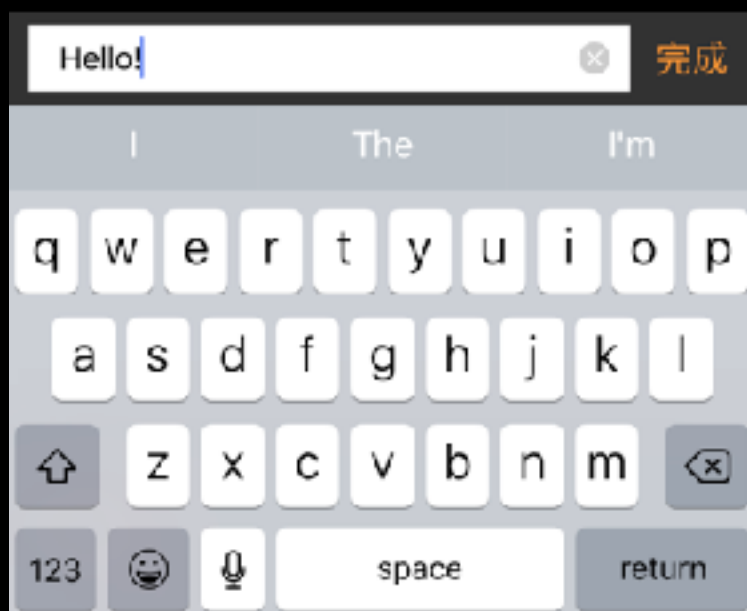 Hello!
完成
I The I'm
q w e r t y u i o p
a s d f g h j k l
z x c v b n m
123 space return